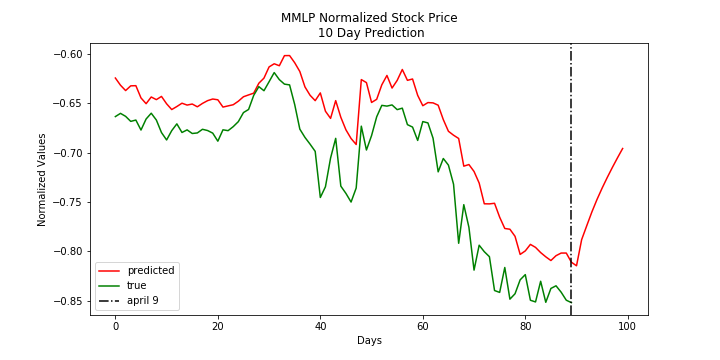 MMLP Normalized Stock Price
10 Day Prediction
Normalized Values
−0.60
−0.65
−0.70
−0.75
−0.80
−0.85
predicted
true
april 9
0
20
40
60
80
100
Days